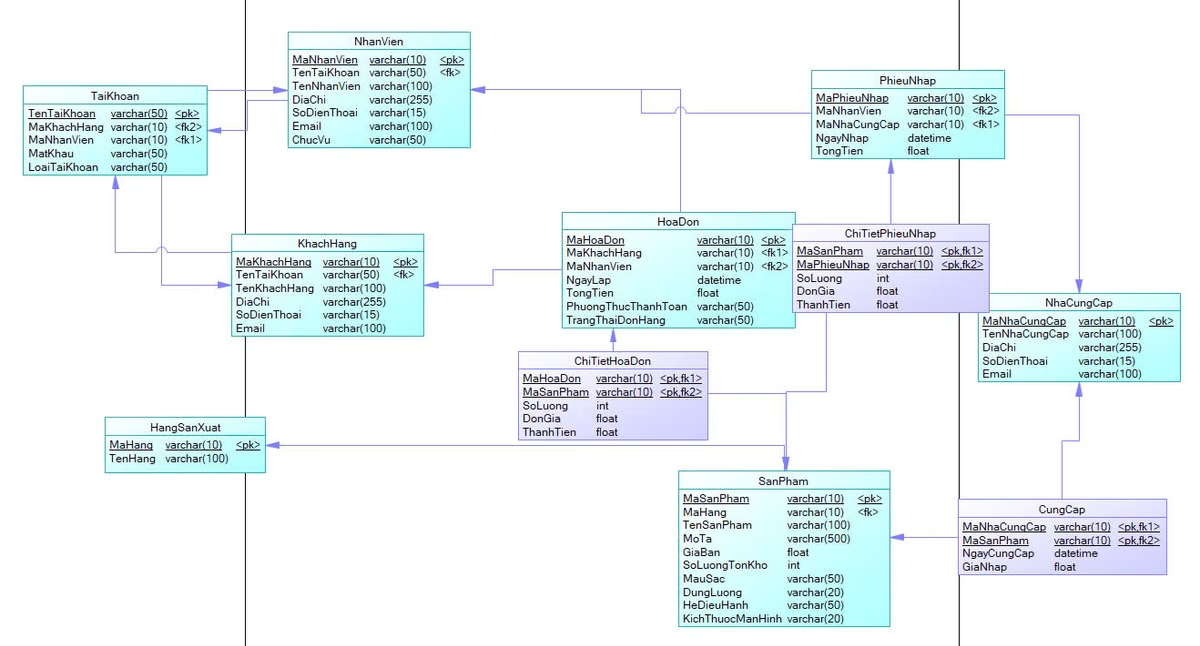 NhanVien
MaNhanVien varchar(10) <pk>
TenTaiKhoan varchar(50) <fk>
TenNhanVien varchar(100)
DiaChi varchar(255)
SoDienThoai varchar(15)
Email varchar(100)
ChucVu varchar(50)
PhieuNhap
MaPhieuNhap varchar(10) <pk>
MaNhanVien varchar(10) <fk2>
MaNhaCungCap varchar(10) <fk1>
NgayNhap datetime
TongTien float
TaiKhoan
TenTaiKhoan varchar(50) <pk>
MaKhachHang varchar(10) <fk2>
MaNhanVien varchar(10) <fk1>
MatKhau varchar(50)
LoaiTaiKhoan varchar(50)
HoaDon
MaHoaDon varchar(10) <pk>
MaKhachHang varchar(10) <fk1>
MaNhanVien varchar(10) <fk2>
NgayLap datetime
TongTien float
PhuongThucThanhToan varchar(50)
TrangThaiDonHang varchar(50)
ChiTietPhieuNhap
MaSanPham varchar(10) <pk,fk1>
MaPhieuNhap varchar(10) <pk,fk2>
SoLuong int
DonGia float
ThanhTien float
KhachHang
MaKhachHang varchar(10) <pk>
TenTaiKhoan varchar(50) <fk>
TenKhachHang varchar(100)
DiaChi varchar(255)
SoDienThoai varchar(15)
Email varchar(100)
NhaCungCap
MaNhaCungCap varchar(10) <pk>
TenNhaCungCap varchar(100)
DiaChi varchar(255)
SoDienThoai varchar(15)
Email varchar(100)
ChiTietHoaDon
MaHoaDon varchar(10) <pk,fk1>
MaSanPham varchar(10) <pk,fk2>
SoLuong int
DonGia float
ThanhTien float
HangSanXuat
MaHang varchar(10) <pk>
TenHang varchar(100)
SanPham
MaSanPham varchar(10) <pk>
MaHang varchar(10) <fk>
TenSanPham varchar(100)
MoTa varchar(500)
GiaBan float
SoLuongTonKho int
MauSac varchar(50)
DungLuong varchar(20)
HeDieuHanh varchar(50)
KichThuocManHinh varchar(20)
CungCap
MaNhaCungCap varchar(10) <pk,fk1>
MaSanPham varchar(10) <pk,fk2>
NgayCungCap datetime
GiaNhap float